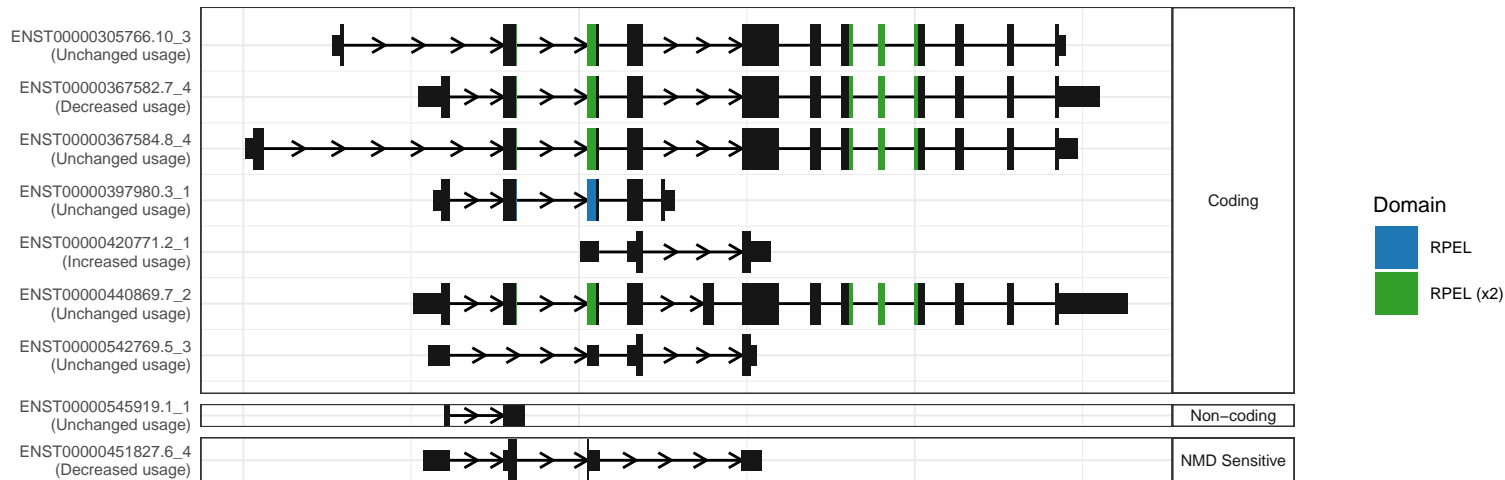 ENST00000305766.10_3
(Unchanged usage)
ENST00000367582.7_4
(Decreased usage)
ENST00000367584.8_4
(Unchanged usage)
ENST00000397980.3_1
(Unchanged usage)
ENST00000420771.2_1
(Increased usage)
ENST00000440869.7_2
(Unchanged usage)
ENST00000542769.5_3
(Unchanged usage)
ENST00000545919.1_1
(Unchanged usage)
ENST00000451827.6_4
(Decreased usage)
Coding
Non-coding
NMD Sensitive
Domain
RPEL
RPEL (x2)